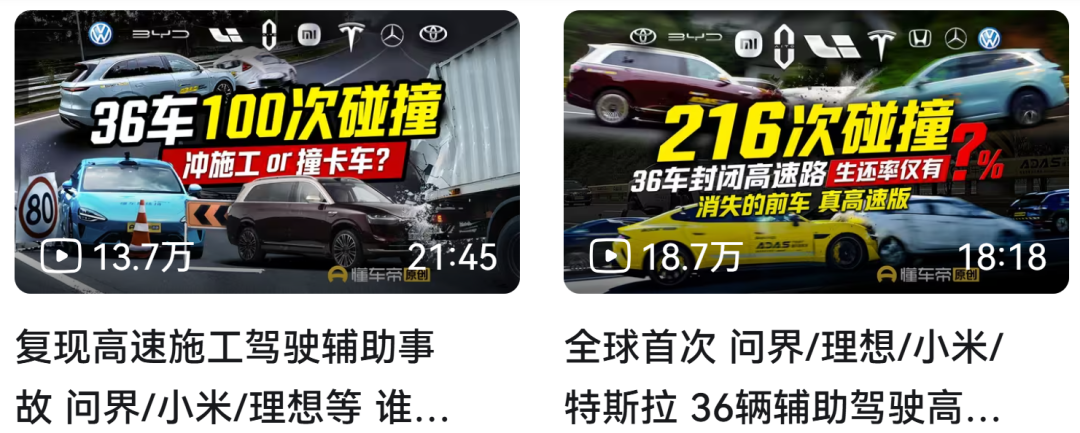 BYD
mi
36车100次碰撞
冲施工 or 撞卡车?
80
懂车帝 原创
13.7万
21:45
复现高速施工驾驶辅助事
故 问界/小米/理想等 谁...
BYD
mi
216次碰撞
36车封闭高速路 生还率仅有?%
消失的前车 真高速版
ADAS
ADAS
懂车帝 原创
18.7万
18:18
全球首次 问界/理想/小米/
特斯拉 36辆辅助驾驶高...